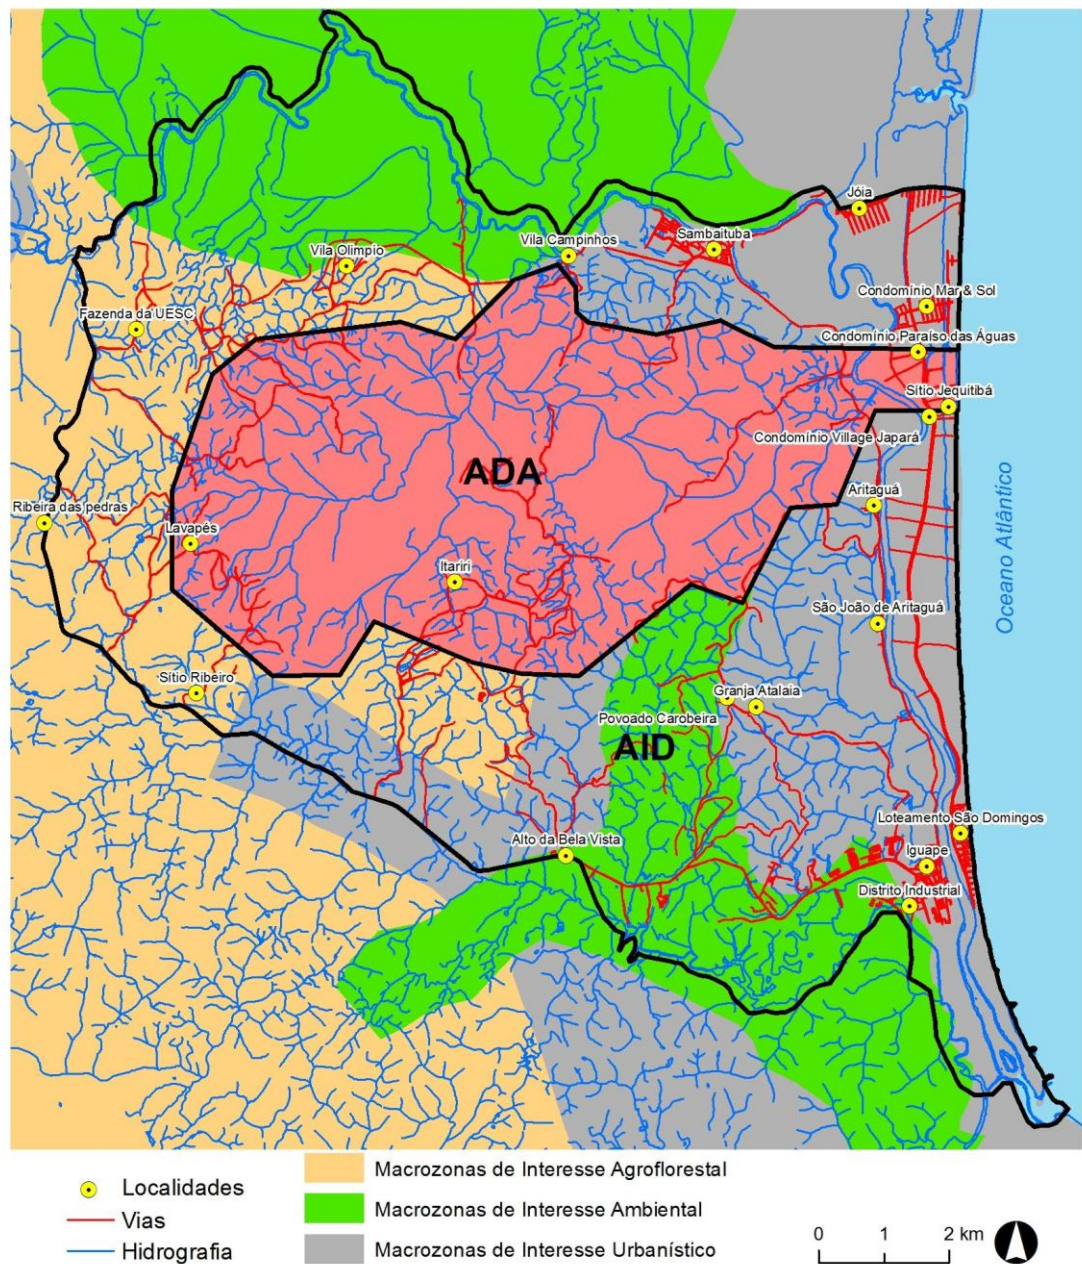 Jóia
Sambaituba
Vila Campinhos
Vila Olimpio
Condomínio Mar & Sol
Fazenda da UESC
Condomínio Paraíso das Águas
Sítio Jequitibá
Condomínio Village Japará
ADA
Aritaguá
Ribeira das pedras
Lavapés
Itariri
Oceano Atlântico
São João de Aritaguá
Sítio Ribeiro
Granja Atalaia
Povoado Carobeira
AID
Loteamento São Domingos
Alto da Bela Vista
Iguape
Distrito Industrial
Localidades
Vias
Hidrografia
Macrozonas de Interesse Agroflorestal
Macrozonas de Interesse Ambiental
Macrozonas de Interesse Urbanístico
0 1 2 km